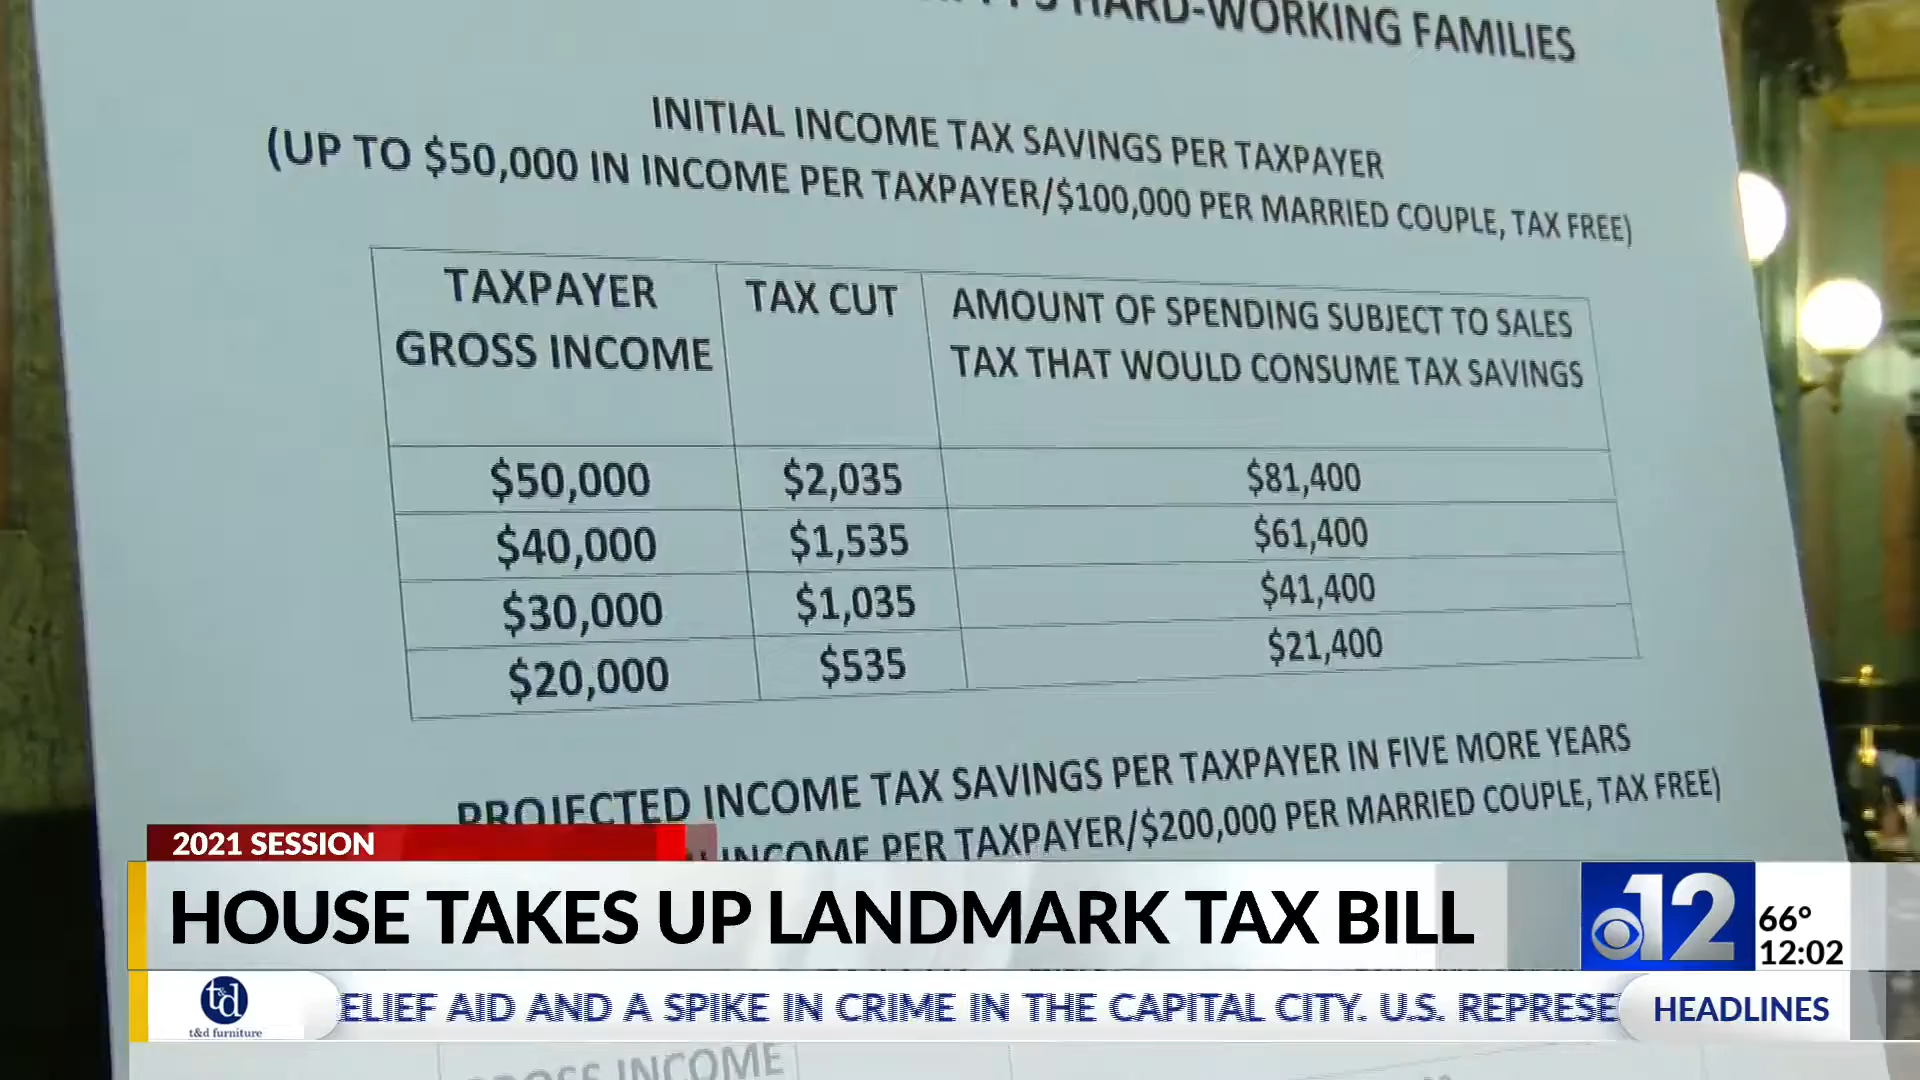 HARD-WORKING FAMILIES
INITIAL INCOME TAX SAVINGS PER TAXPAYER
(UP TO $50,000 IN INCOME PER TAXPAYER/$100,000 PER MARRIED COUPLE, TAX FREE)
TAXPAYER
GROSS INCOME
TAX CUT
AMOUNT OF SPENDING SUBJECT TO SALES
TAX THAT WOULD CONSUME TAX SAVINGS
$50,000 $2,035 $81,400
$40,000 $1,535 $61,400
$30,000 $1,035 $41,400
$20,000 $535 $21,400
PROJECTED INCOME TAX SAVINGS PER TAXPAYER IN FIVE MORE YEARS
INCOME PER TAXPAYER/$200,000 PER MARRIED COUPLE, TAX FREE)
2021 SESSION
HOUSE TAKES UP LANDMARK TAX BILL
12
66°
12:02
t&d
t&d furniture
ELIEF AID AND A SPIKE IN CRIME IN THE CAPITAL CITY. U.S. REPRESE
HEADLINES
GROSS INCOME